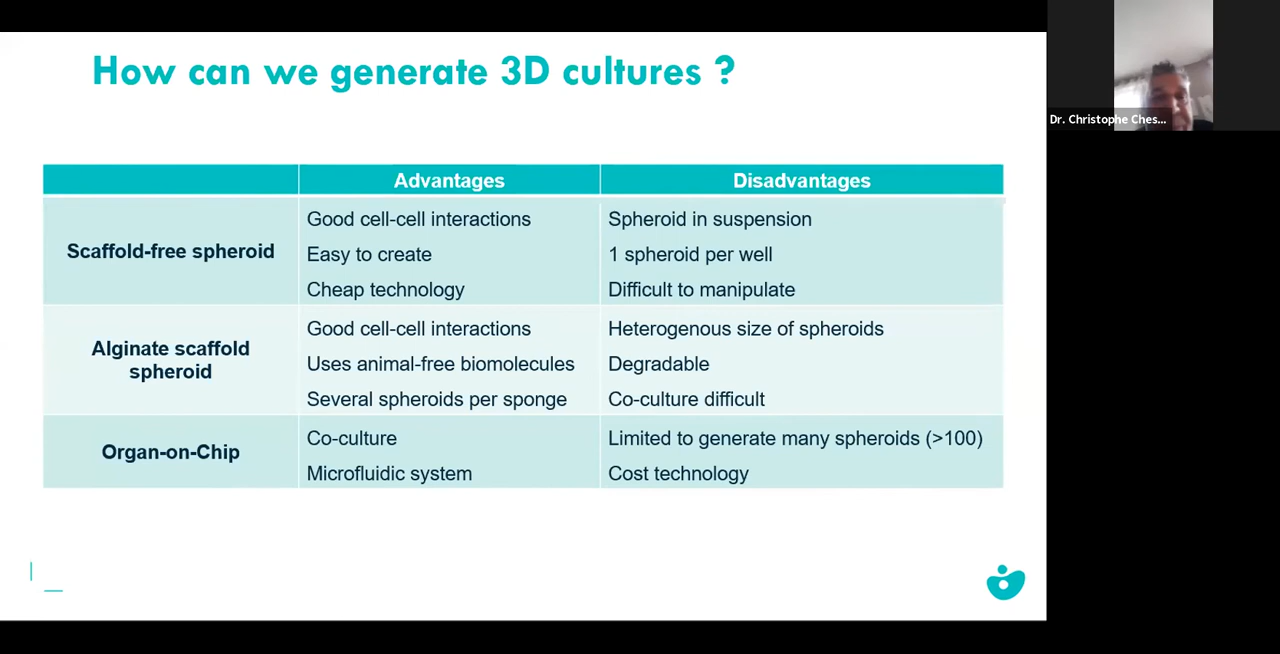 How can we generate 3D cultures ?
Dr. Christophe Ches...
Advantages
Disadvantages
Scaffold-free spheroid
Good cell-cell interactions
Easy to create
Cheap technology
Spheroid in suspension
1 spheroid per well
Difficult to manipulate
Alginate scaffold
spheroid
Good cell-cell interactions
Uses animal-free biomolecules
Several spheroids per sponge
Heterogenous size of spheroids
Degradable
Co-culture difficult
Organ-on-Chip
Co-culture
Microfluidic system
Limited to generate many spheroids (>100)
Cost technology